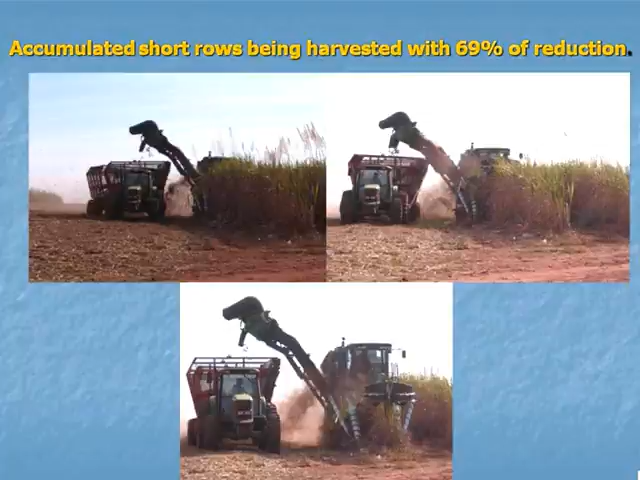 Accumulated short rows being harvested with 69% of reduction.